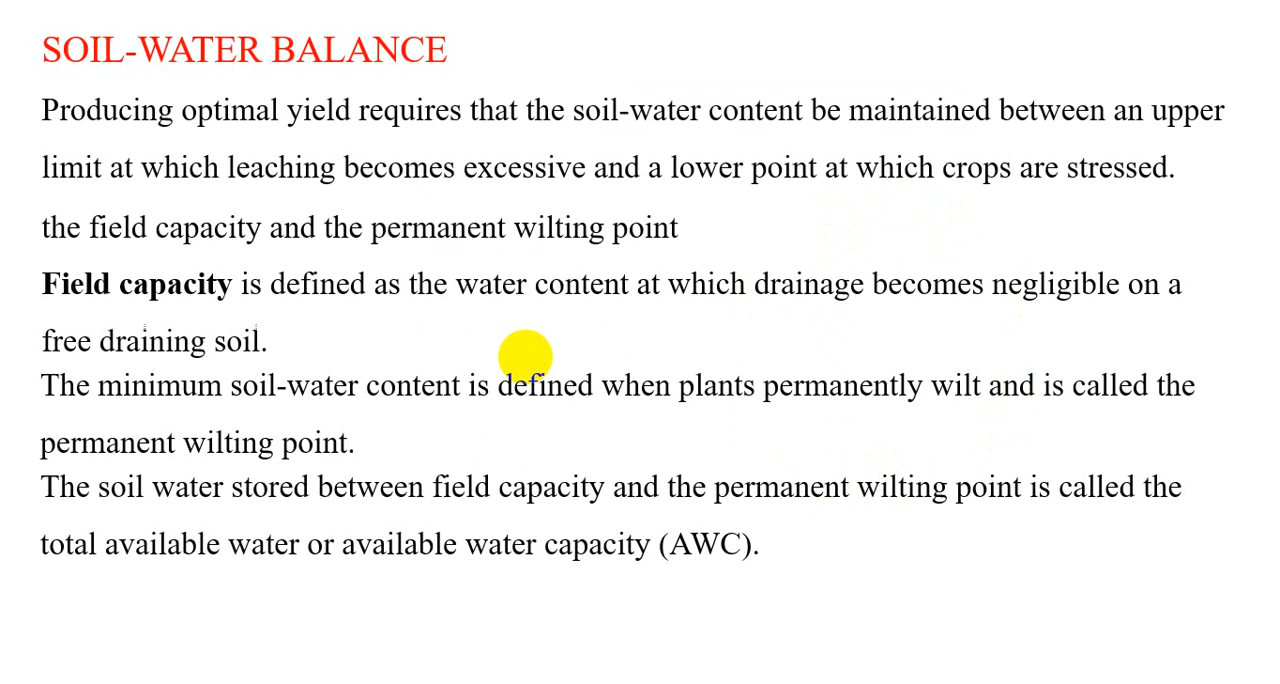 SOIL-WATER BALANCE
Producing optimal yield requires that the soil-water content be maintained between an upper
limit at which leaching becomes excessive and a lower point at which crops are stressed.
the field capacity and the permanent wilting point
Field capacity is defined as the water content at which drainage becomes negligible on a
free draining soil.
The minimum soil-water content is defined when plants permanently wilt and is called the
permanent wilting point.
The soil water stored between field capacity and the permanent wilting point is called the
total available water or available water capacity (AWC).